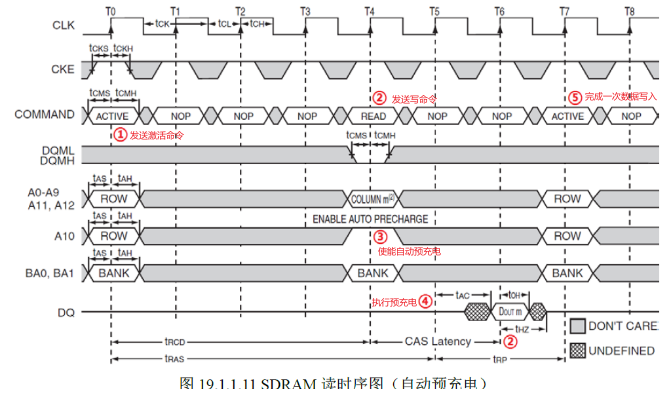 T0 T1 T2 T3 T4 T5 T6 T7 T8
CLK
tCK tCL tCH
tCKS tCKH
CKE
tCMS tCMH ② 发送写命令 ⑤ 完成一次数据写入
COMMAND ACTIVE NOP NOP NOP READ NOP NOP ACTIVE NOP
① 发送激活命令
tCMS tCMH
DQML
DQMH
tAS tAH
A0-A9
A11, A12 ROW COLUMN m(2) ROW
tAS tAH ENABLE AUTO PRECHARGE
A10 ROW ③ ROW
使能自动预充电
tAS tAH
BA0, BA1 BANK BANK BANK
执行预充电 ④ tAC tOH
DQ DOUT m
tHZ DON'T CARE
tRCD CAS Latency ② UNDEFINED
tRAS tRP
图 19.1.1.11 SDRAM 读时序图（自动预充电）